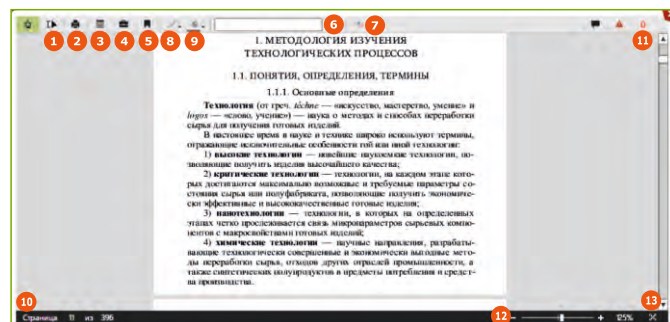 1 2 3 4 5 8 9 6 7 11
0
1. МЕТОДОЛОГИЯ ИЗУЧЕНИЯ
ТЕХНОЛОГИЧЕСКИХ ПРОЦЕССОВ
1.1. ПОНЯТИЯ, ОПРЕДЕЛЕНИЯ, ТЕРМИНЫ
1.1.1. Основные определения
Технология (от греч. téchne — «искусство, мастерство, умение» и
logos — «слово, учение») — наука о методах и способах переработки
сырья для получения готовых изделий.
В настоящее время в науке и технике широко используют термины,
отражающие исключительные особенности той или иной технологии:
1) высокие технологии — новейшие наукоемкие технологии, по-
зволяющие получить изделия высочайшего качества;
2) критические технологии — технологии, на каждом этапе кото-
рых достигаются максимально возможные и требуемые параметры со-
стояния сырья или полуфабриката, позволяющие получить экономиче-
ски эффективные и высококачественные готовые изделия;
3) нанотехнологии — технологии, в которых на определенных
этапах четко прослеживается связь микропараметров сырьевых компо-
нентов с макросвойствами готовых изделий;
4) химические технологии — научные направления, разрабаты-
вающие технологически совершенные и экономически выгодные мето-
ды переработки сырья, отходов других отраслей промышленности, а
также синтетических полупродуктов в предметы потребления и средст-
ва производства.
10 12 13
Страница 11 из 396 − + 125%